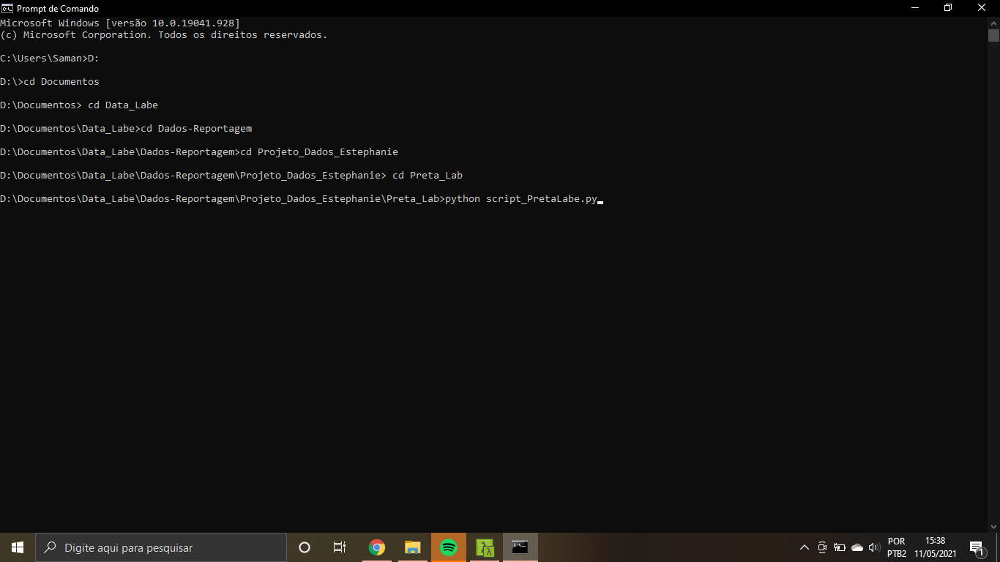 Prompt de Comando
Microsoft Windows [versão 10.0.19041.928]
(c) Microsoft Corporation. Todos os direitos reservados.
C:\Users\Saman>D:
D:\>cd Documentos
D:\Documentos> cd Data_Labe
D:\Documentos\Data_Labe>cd Dados-Reportagem
D:\Documentos\Data_Labe\Dados-Reportagem>cd Projeto_Dados_Estephanie
D:\Documentos\Data_Labe\Dados-Reportagem\Projeto_Dados_Estephanie> cd Preta_Lab
D:\Documentos\Data_Labe\Dados-Reportagem\Projeto_Dados_Estephanie\Preta_Lab>python script_PretaLabe.py
Digite aqui para pesquisar
POR
PTB2
15:38
11/05/2021
1